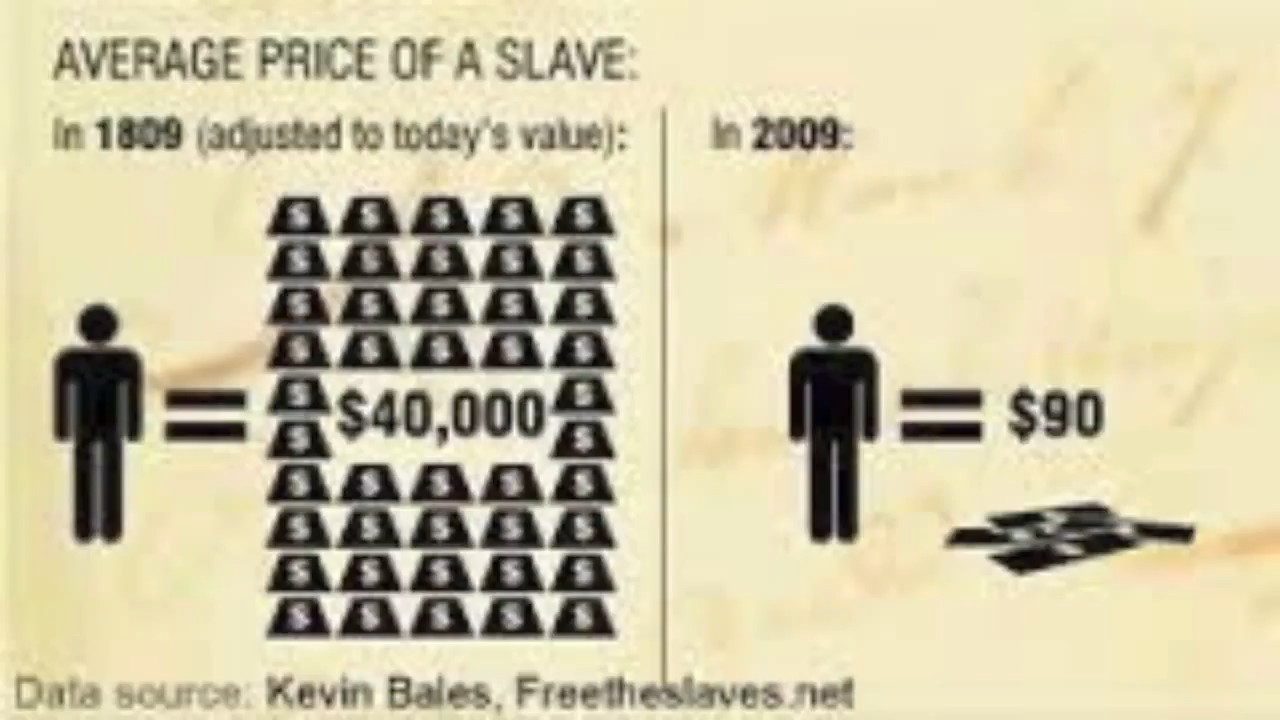 AVERAGE PRICE OF A SLAVE:
In 1809 (adjusted to today's value):
In 2009:
$ $ $ $ $
$ $ $ $ $
$ $ $ $ $
$ $ $ $ $
$ $40,000 $
$ $
$ $ $ $ $
$ $ $ $ $
$ $ $ $ $
$ $ $ $ $
$90
Data source: Kevin Bales, Freetheslaves.net